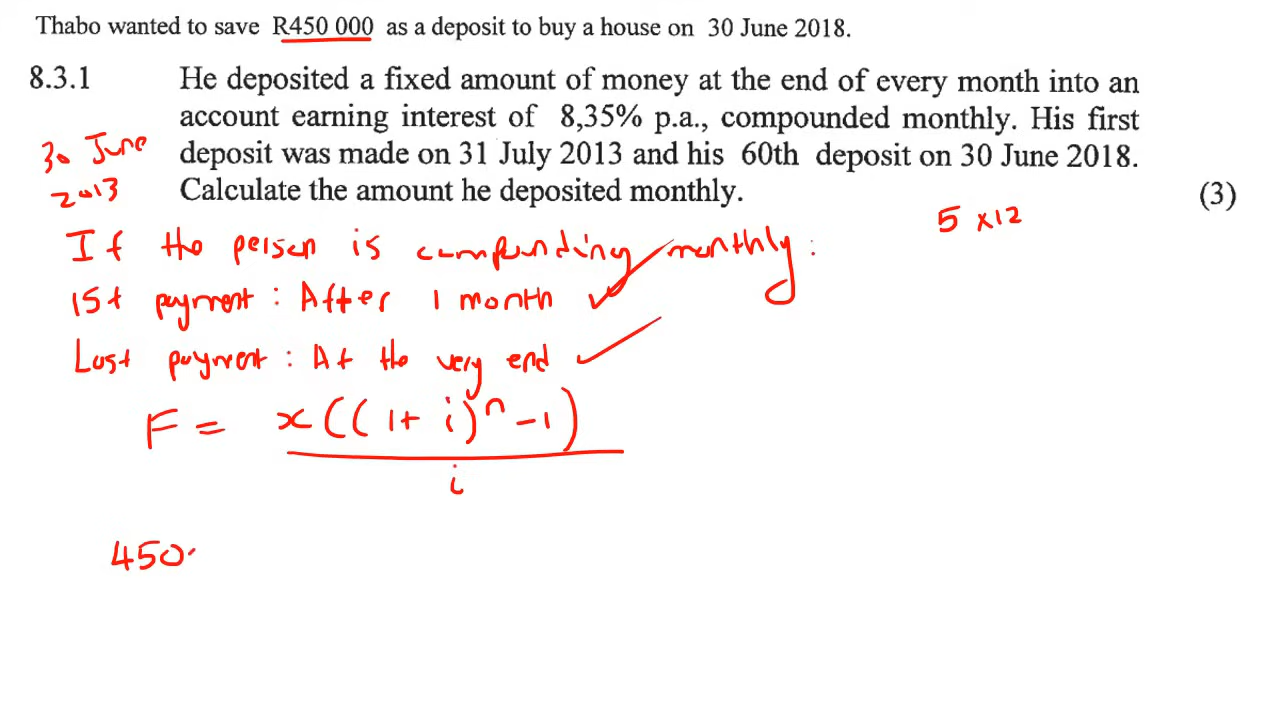 Thabo wanted to save R450 000 as a deposit to buy a house on 30 June 2018.
8.3.1 He deposited a fixed amount of money at the end of every month into an
account earning interest of 8,35% p.a., compounded monthly. His first
30 June deposit was made on 31 July 2013 and his 60th deposit on 30 June 2018.
2013 Calculate the amount he deposited monthly. (3)
5 x12
If the person is compounding monthly:
1st payment: After 1 month ✓
Last payment: At the very end ✓
F = x((1+i)^n -1)
i
450